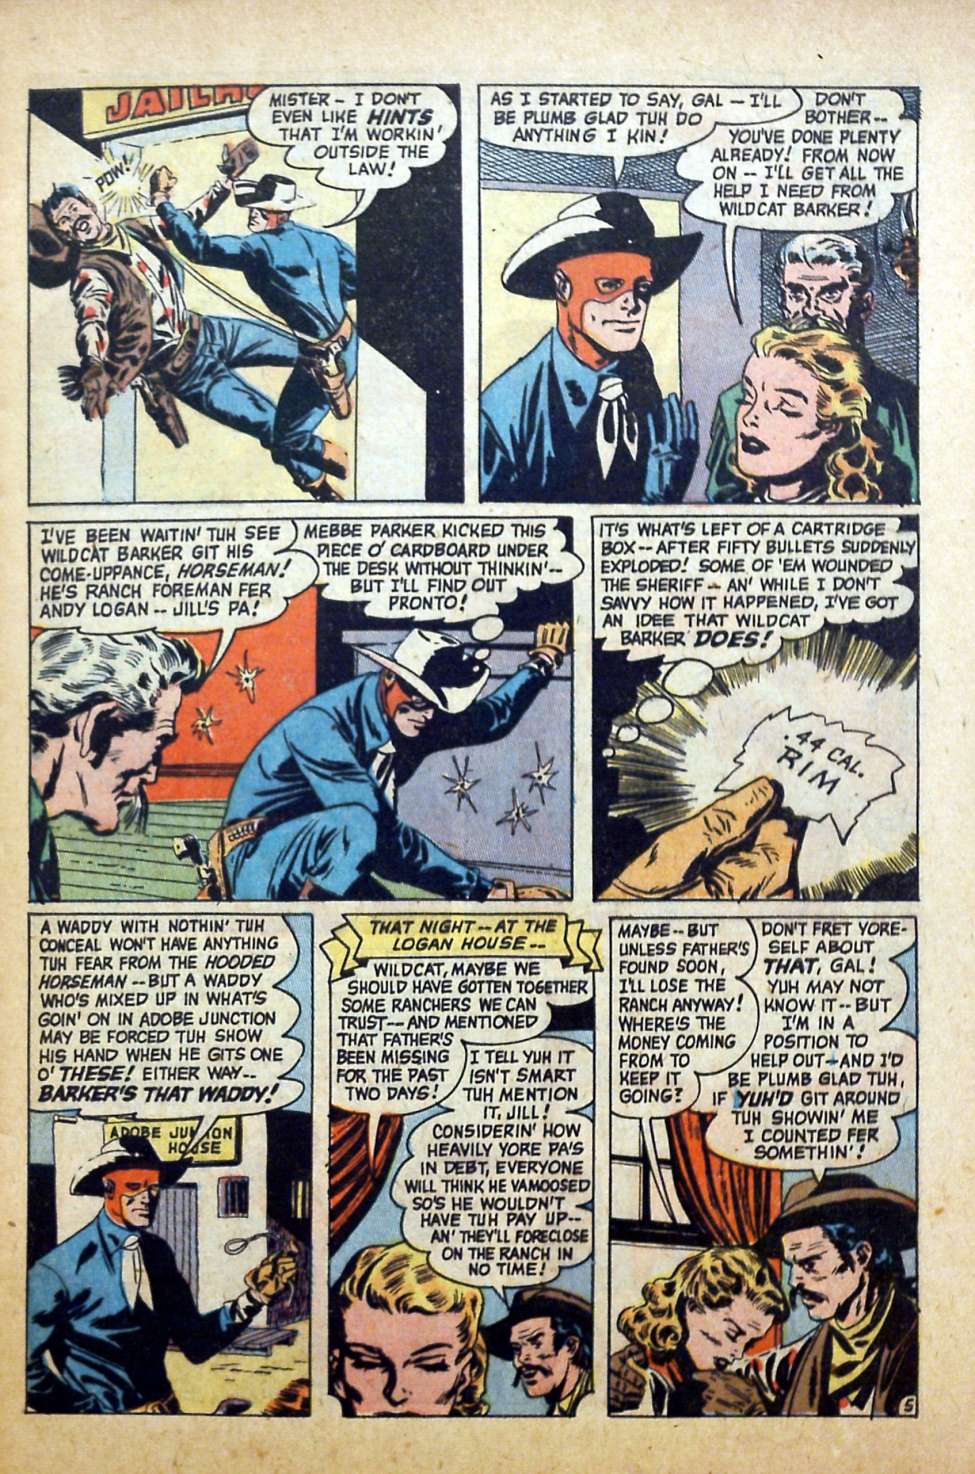 JAILH
POW!
MISTER - I DON'T
EVEN LIKE HINTS
THAT I'M WORKIN'
OUTSIDE THE
LAW!
AS I STARTED TO SAY, GAL - I'LL
BE PLUMB GLAD TUH DO
ANYTHING I KIN!
DON'T
BOTHER--
YOU'VE DONE PLENTY
ALREADY! FROM NOW
ON -- I'LL GET ALL THE
HELP I NEED FROM
WILDCAT BARKER!
I'VE BEEN WAITIN' TUH SEE
WILDCAT BARKER GIT HIS
COME-UPPANCE, HORSEMAN!
HE'S RANCH FOREMAN FER
ANDY LOGAN -- JILL'S PA!
MEBBE PARKER KICKED THIS
PIECE O' CARDBOARD UNDER
THE DESK WITHOUT THINKIN'--
BUT I'LL FIND OUT
PRONTO!
IT'S WHAT'S LEFT OF A CARTRIDGE
BOX-- AFTER FIFTY BULLETS SUDDENLY
EXPLODED! SOME OF 'EM WOUNDED
THE SHERIFF - AN' WHILE I DON'T
SAVVY HOW IT HAPPENED, I'VE GOT
AN IDEE THAT WILDCAT
BARKER DOES!
.44 CAL.
RIM
A WADDY WITH NOTHIN' TUH
CONCEAL WON'T HAVE ANYTHING
TUH FEAR FROM THE HOODED
HORSEMAN -- BUT A WADDY
WHO'S MIXED UP IN WHAT'S
GOIN' ON IN ADOBE JUNCTION
MAY BE FORCED TUH SHOW
HIS HAND WHEN HE GITS ONE
O' THESE! EITHER WAY--
BARKER'S THAT WADDY!
ADOBE JUNCTION
HOUSE
THAT NIGHT -- AT THE
LOGAN HOUSE --
WILDCAT, MAYBE WE
SHOULD HAVE GOTTEN TOGETHER
SOME RANCHERS WE CAN
TRUST -- AND MENTIONED
THAT FATHER'S
BEEN MISSING
FOR THE PAST
TWO DAYS!
I TELL YUH IT
ISN'T SMART
TUH MENTION
IT, JILL!
CONSIDERIN' HOW
HEAVILY YORE PA'S
IN DEBT, EVERYONE
WILL THINK HE VAMOOSED
SO'S HE WOULDN'T
HAVE TUH PAY UP--
AN' THEY'LL FORECLOSE
ON THE RANCH IN
NO TIME!
MAYBE -- BUT
UNLESS FATHER'S
FOUND SOON,
I'LL LOSE THE
RANCH ANYWAY!
WHERE'S THE
MONEY COMING
FROM TO
KEEP IT
GOING?
DON'T FRET YORE-
SELF ABOUT
THAT, GAL!
YUH MAY NOT
KNOW IT -- BUT
I'M IN A
POSITION TO
HELP OUT -- AND I'D
BE PLUMB GLAD TUH,
IF YUH'D GIT AROUND
TUH SHOWIN' ME
I COUNTED FER
SOMETHIN'!
5